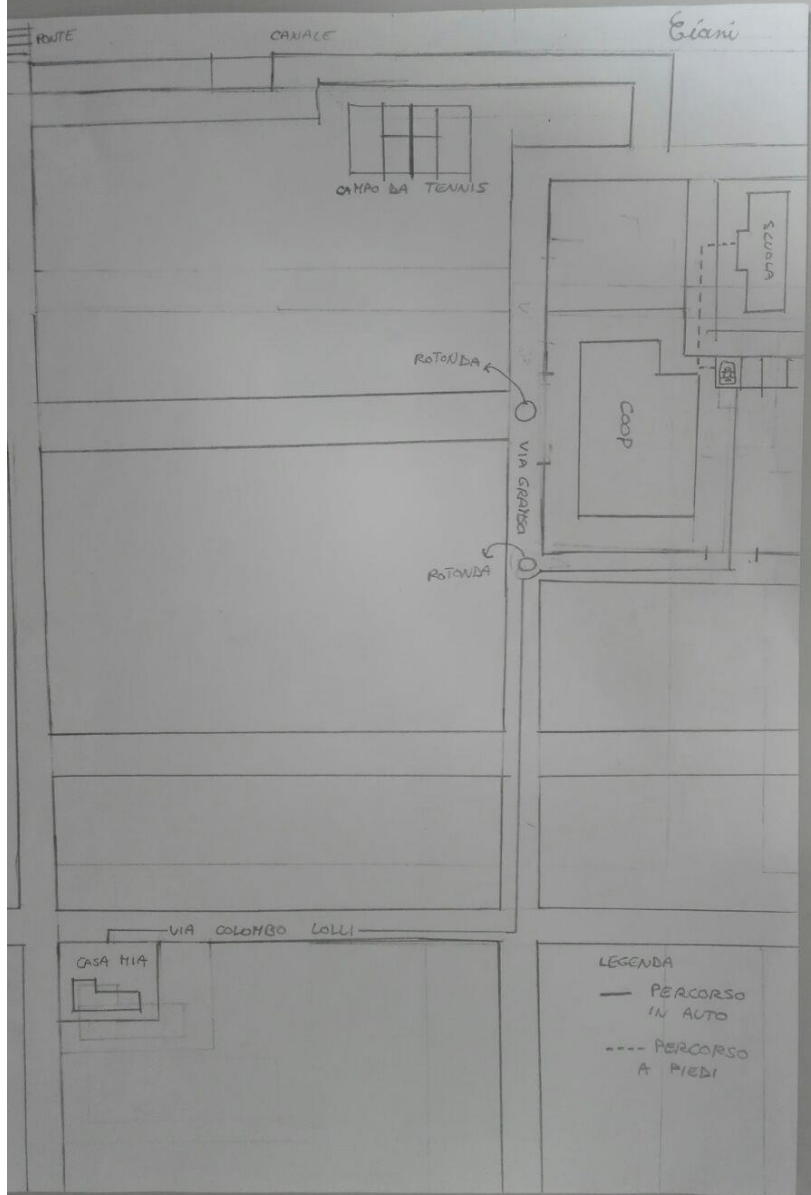 PONTE
CANALE
Eiani
CAMPO DA TENNIS
SCUOLA
ROTONDA
COOP
VIA GRAMSCI
ROTONDA
VIA COLOMBO LOLLI
CASA MIA
LEGENDA
PERCORSO
IN AUTO
PERCORSO
A PIEDI